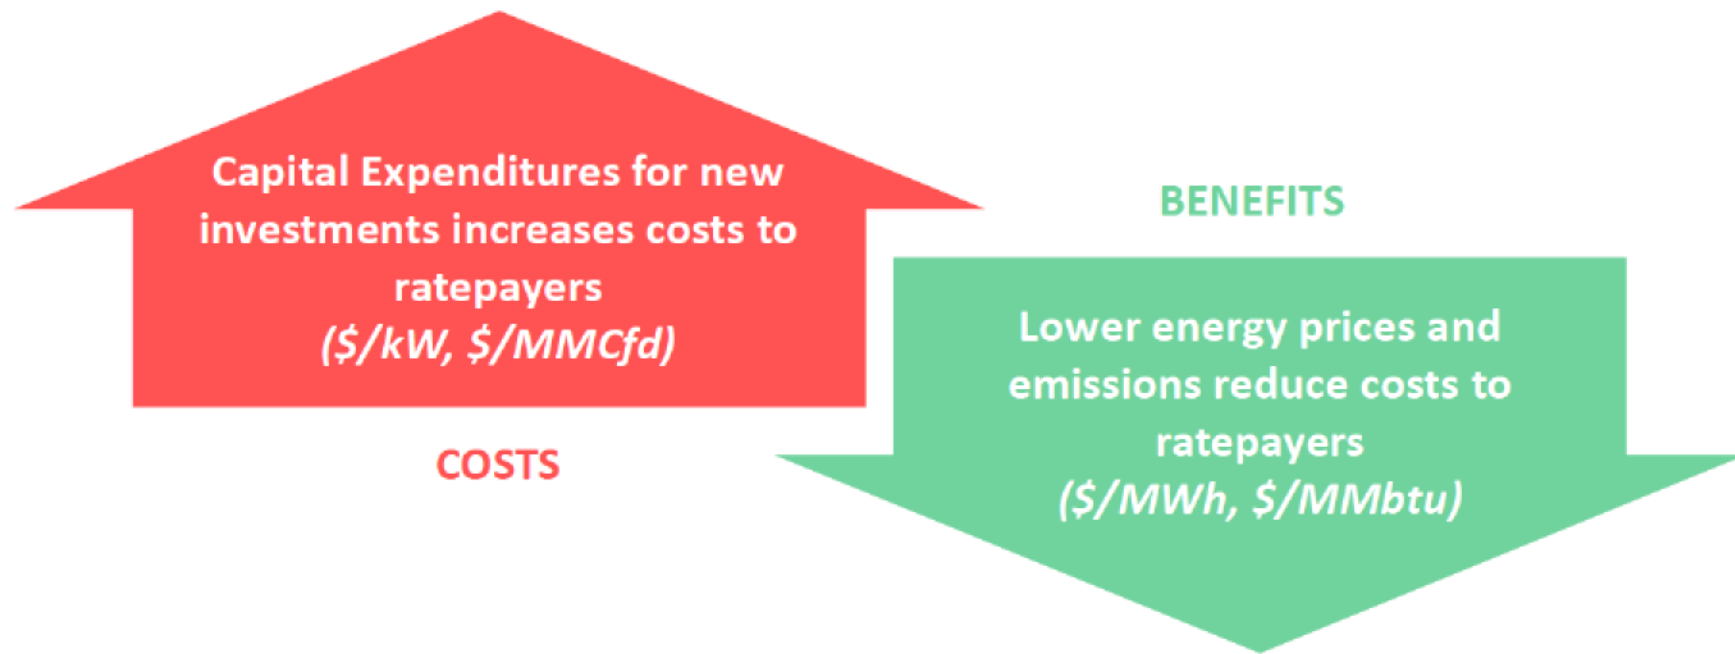 Capital Expenditures for new
investments increases costs to
ratepayers
($/kW, $/MMCfd)
COSTS
BENEFITS
Lower energy prices and
emissions reduce costs to
ratepayers
($/MWh, $/MMbtu)